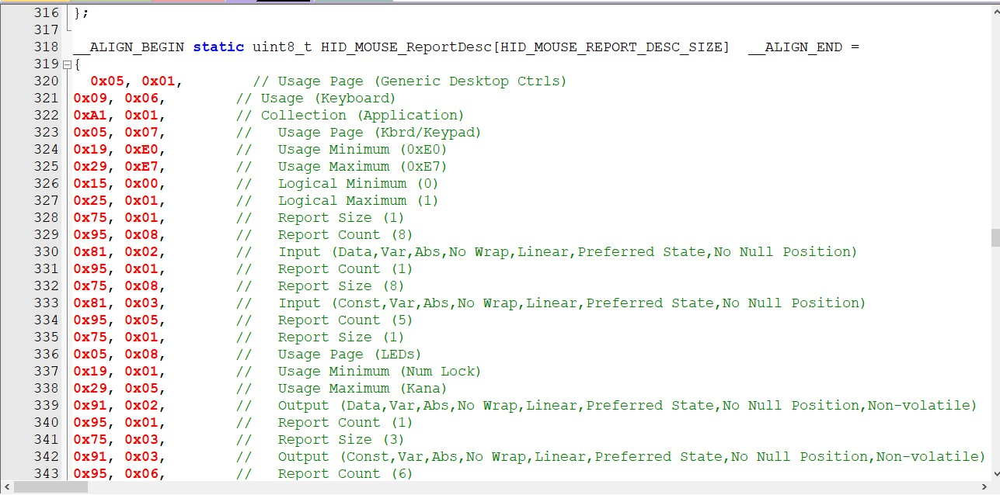 316 };
317
318 __ALIGN_BEGIN static uint8_t HID_MOUSE_ReportDesc[HID_MOUSE_REPORT_DESC_SIZE]  __ALIGN_END =
319 {
320   0x05, 0x01,        // Usage Page (Generic Desktop Ctrls)
321 0x09, 0x06,        // Usage (Keyboard)
322 0xA1, 0x01,        // Collection (Application)
323 0x05, 0x07,        //   Usage Page (Kbrd/Keypad)
324 0x19, 0xE0,        //   Usage Minimum (0xE0)
325 0x29, 0xE7,        //   Usage Maximum (0xE7)
326 0x15, 0x00,        //   Logical Minimum (0)
327 0x25, 0x01,        //   Logical Maximum (1)
328 0x75, 0x01,        //   Report Size (1)
329 0x95, 0x08,        //   Report Count (8)
330 0x81, 0x02,        //   Input (Data,Var,Abs,No Wrap,Linear,Preferred State,No Null Position)
331 0x95, 0x01,        //   Report Count (1)
332 0x75, 0x08,        //   Report Size (8)
333 0x81, 0x03,        //   Input (Const,Var,Abs,No Wrap,Linear,Preferred State,No Null Position)
334 0x95, 0x05,        //   Report Count (5)
335 0x75, 0x01,        //   Report Size (1)
336 0x05, 0x08,        //   Usage Page (LEDs)
337 0x19, 0x01,        //   Usage Minimum (Num Lock)
338 0x29, 0x05,        //   Usage Maximum (Kana)
339 0x91, 0x02,        //   Output (Data,Var,Abs,No Wrap,Linear,Preferred State,No Null Position,Non-volatile)
340 0x95, 0x01,        //   Report Count (1)
341 0x75, 0x03,        //   Report Size (3)
342 0x91, 0x03,        //   Output (Const,Var,Abs,No Wrap,Linear,Preferred State,No Null Position,Non-volatile)
343 0x95, 0x06,        //   Report Count (6)